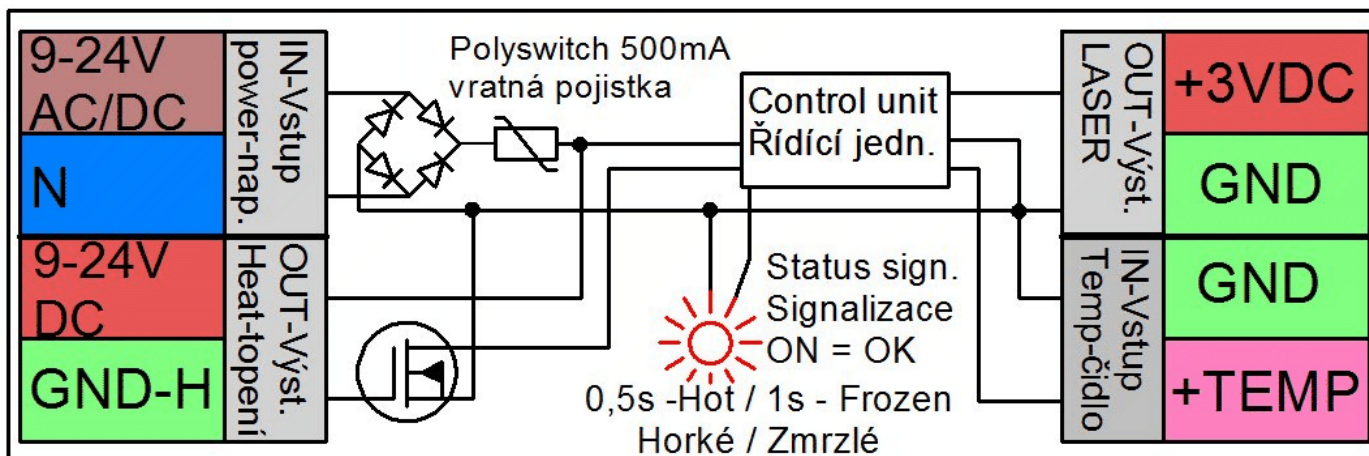 9-24V
AC/DC
N
9-24V
DC
GND-H
IN-Vstup
power-nap.
OUT-Výst.
Heat-topení
Polyswitch 500mA
vratná pojistka
Control unit
Řídící jedn.
Status sign.
Signalizace
ON = OK
0,5s -Hot / 1s - Frozen
Horké / Zmrzlé
OUT-Výst.
LASER
IN-Vstup
Temp-čidlo
+3VDC
GND
GND
+TEMP